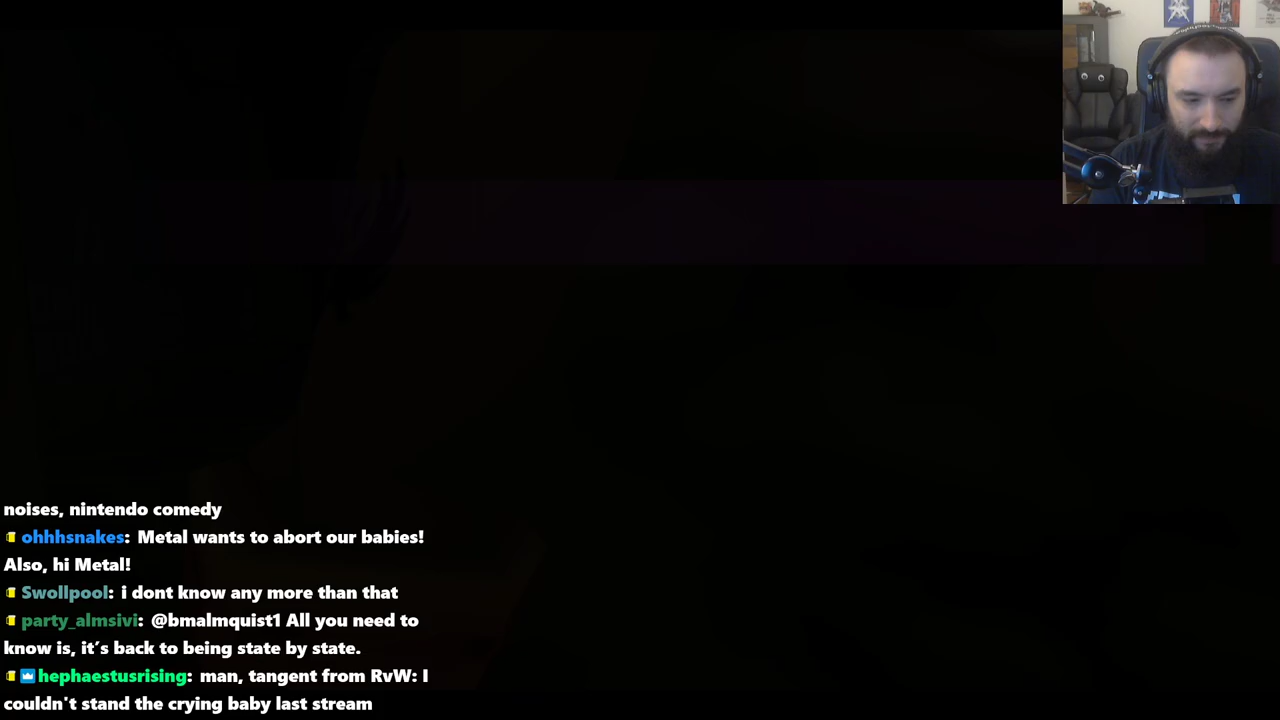 noises, nintendo comedy
ohhhsnakes: Metal wants to abort our babies!
Also, hi Metal!
Swollpool: i dont know any more than that
party_almsivi: @bmalmquist1 All you need to
know is, it’s back to being state by state.
hephaestusrising: man, tangent from RvW: I
couldn't stand the crying baby last stream